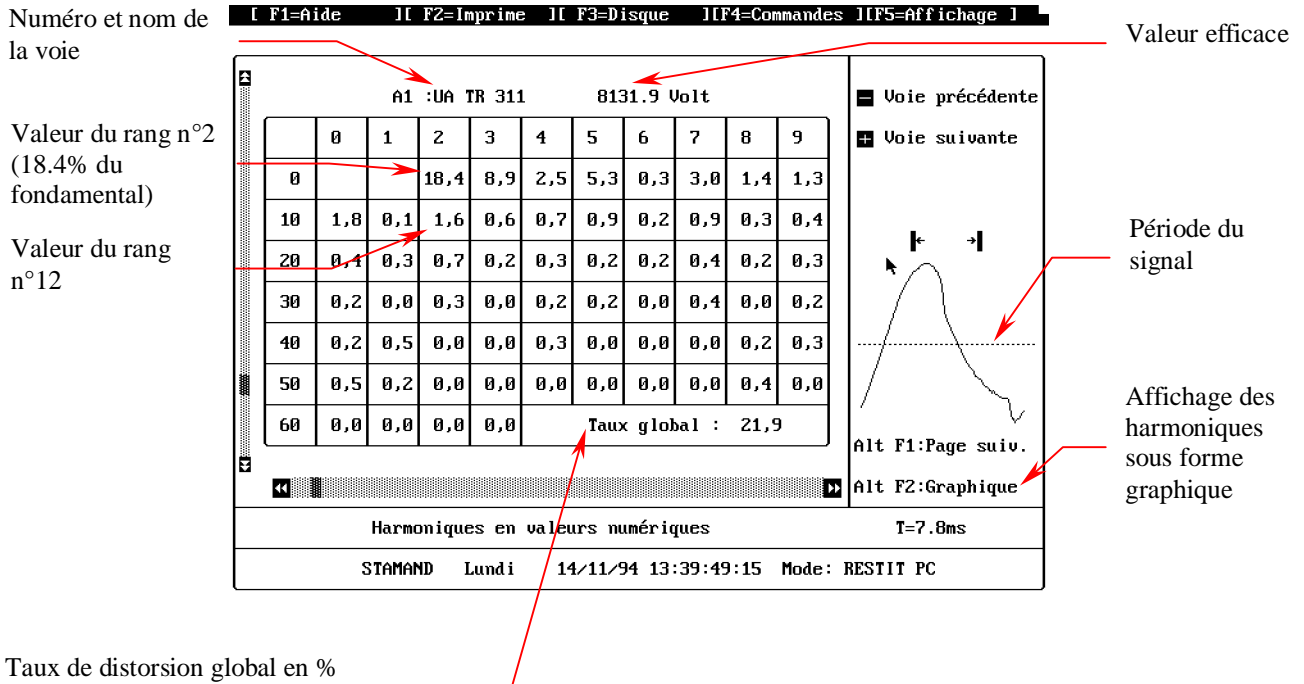 Numéro et nom de
la voie
[ F1=Aide ][ F2=Imprime ][ F3=Disque ][F4=Commandes ][F5=Affichage ]
Valeur efficace
A1 :UA TR 311 8131.9 Volt
- Voie précédente
+ Voie suivante
Valeur du rang n°2
(18.4% du
fondamental)
Valeur du rang
n°12
0 1 2 3 4 5 6 7 8 9
0 18,4 8,9 2,5 5,3 0,3 3,0 1,4 1,3
10 1,8 0,1 1,6 0,6 0,7 0,9 0,2 0,9 0,3 0,4
20 0,4 0,3 0,7 0,2 0,3 0,2 0,2 0,4 0,2 0,3
30 0,2 0,0 0,3 0,0 0,2 0,2 0,0 0,4 0,0 0,2
40 0,2 0,5 0,0 0,0 0,3 0,0 0,0 0,0 0,2 0,3
50 0,5 0,2 0,0 0,0 0,0 0,0 0,0 0,0 0,4 0,0
60 0,0 0,0 0,0 0,0 Taux global : 21,9
Période du
signal
Alt F1:Page suiv.
Alt F2:Graphique
Affichage des
harmoniques
sous forme
graphique
Harmoniques en valeurs numériques T=7.8ms
STAMAND Lundi 14/11/94 13:39:49:15 Mode: RESTIT PC
Taux de distorsion global en %